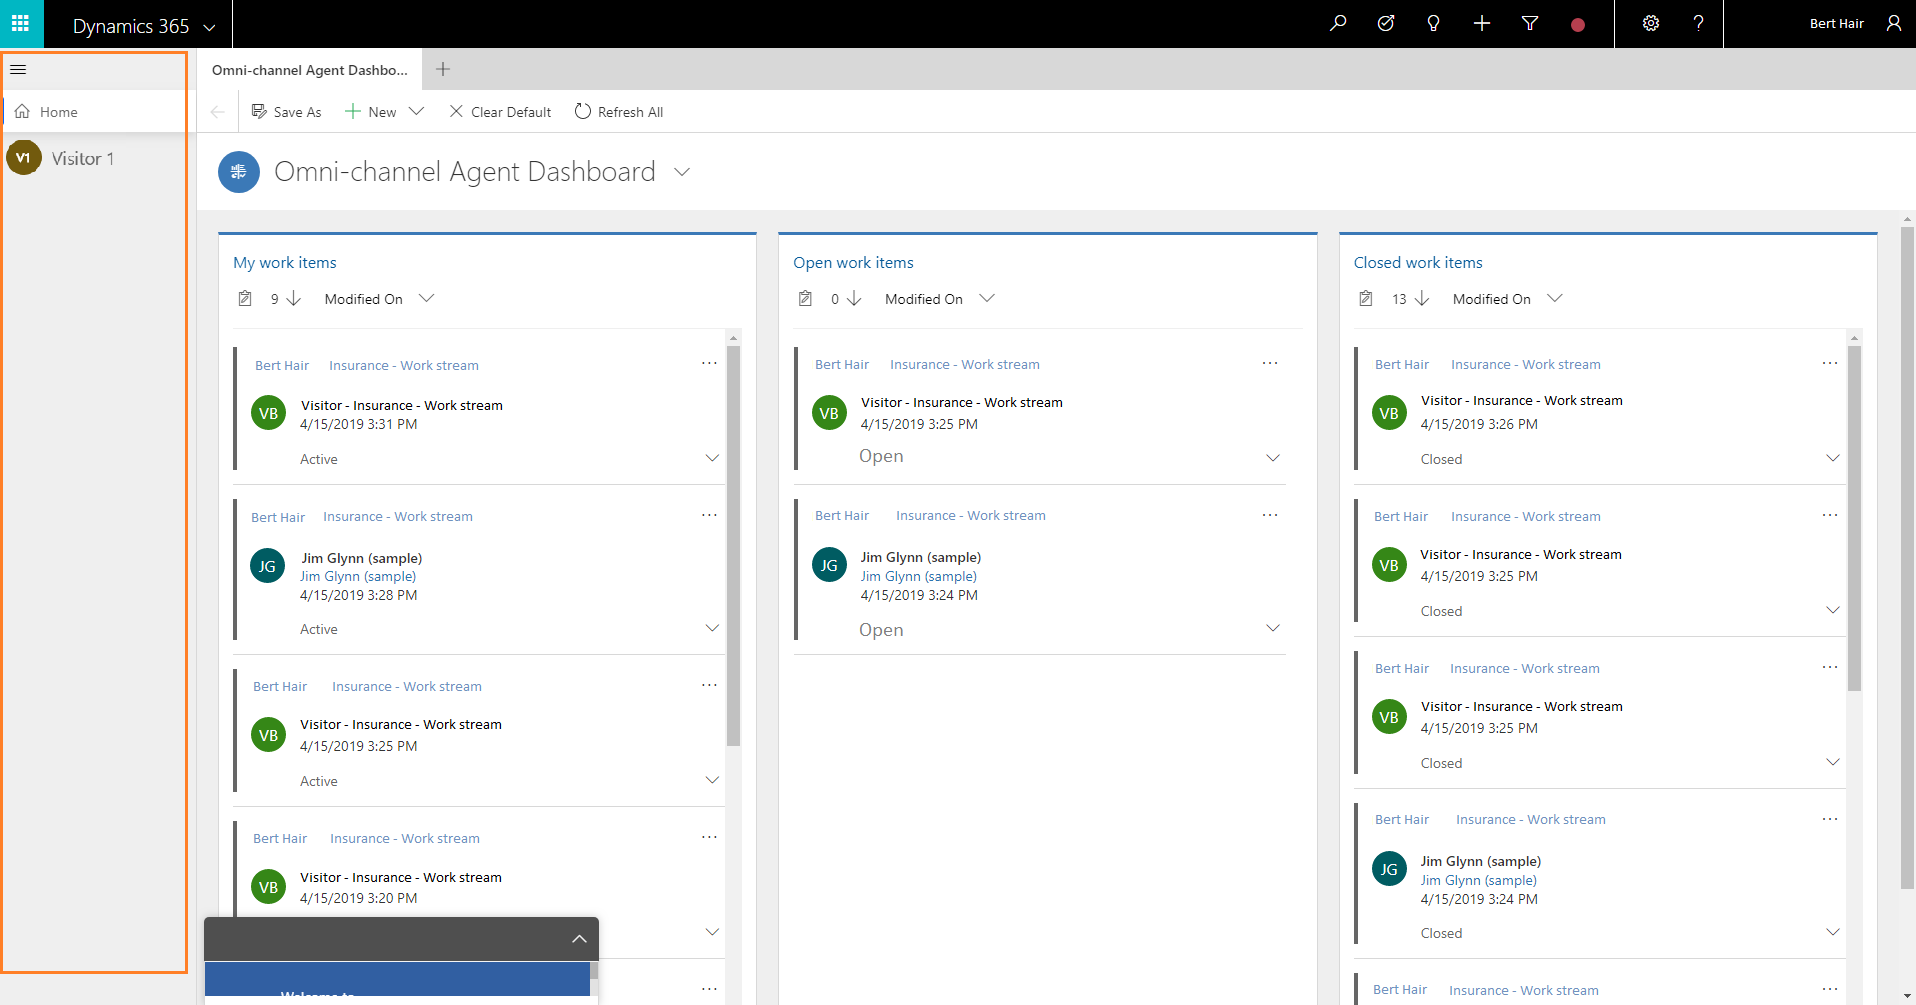 Dynamics 365
Bert Hair
Omni-channel Agent Dashbo...
Home
Save As
New
Clear Default
Refresh All
V1
Visitor 1
Omni-channel Agent Dashboard
My work items
9
Modified On
Bert Hair Insurance - Work stream
VB
Visitor - Insurance - Work stream
4/15/2019 3:31 PM
Active
Bert Hair Insurance - Work stream
JG
Jim Glynn (sample)
Jim Glynn (sample)
4/15/2019 3:28 PM
Active
Bert Hair Insurance - Work stream
VB
Visitor - Insurance - Work stream
4/15/2019 3:25 PM
Active
Bert Hair Insurance - Work stream
VB
Visitor - Insurance - Work stream
4/15/2019 3:20 PM
Welcome to
Open work items
0
Modified On
Bert Hair Insurance - Work stream
VB
Visitor - Insurance - Work stream
4/15/2019 3:25 PM
Open
Bert Hair Insurance - Work stream
JG
Jim Glynn (sample)
Jim Glynn (sample)
4/15/2019 3:24 PM
Open
Closed work items
13
Modified On
Bert Hair Insurance - Work stream
VB
Visitor - Insurance - Work stream
4/15/2019 3:26 PM
Closed
Bert Hair Insurance - Work stream
VB
Visitor - Insurance - Work stream
4/15/2019 3:25 PM
Closed
Bert Hair Insurance - Work stream
VB
Visitor - Insurance - Work stream
4/15/2019 3:25 PM
Closed
Bert Hair Insurance - Work stream
JG
Jim Glynn (sample)
Jim Glynn (sample)
4/15/2019 3:24 PM
Closed
Bert Hair Insurance - Work stream